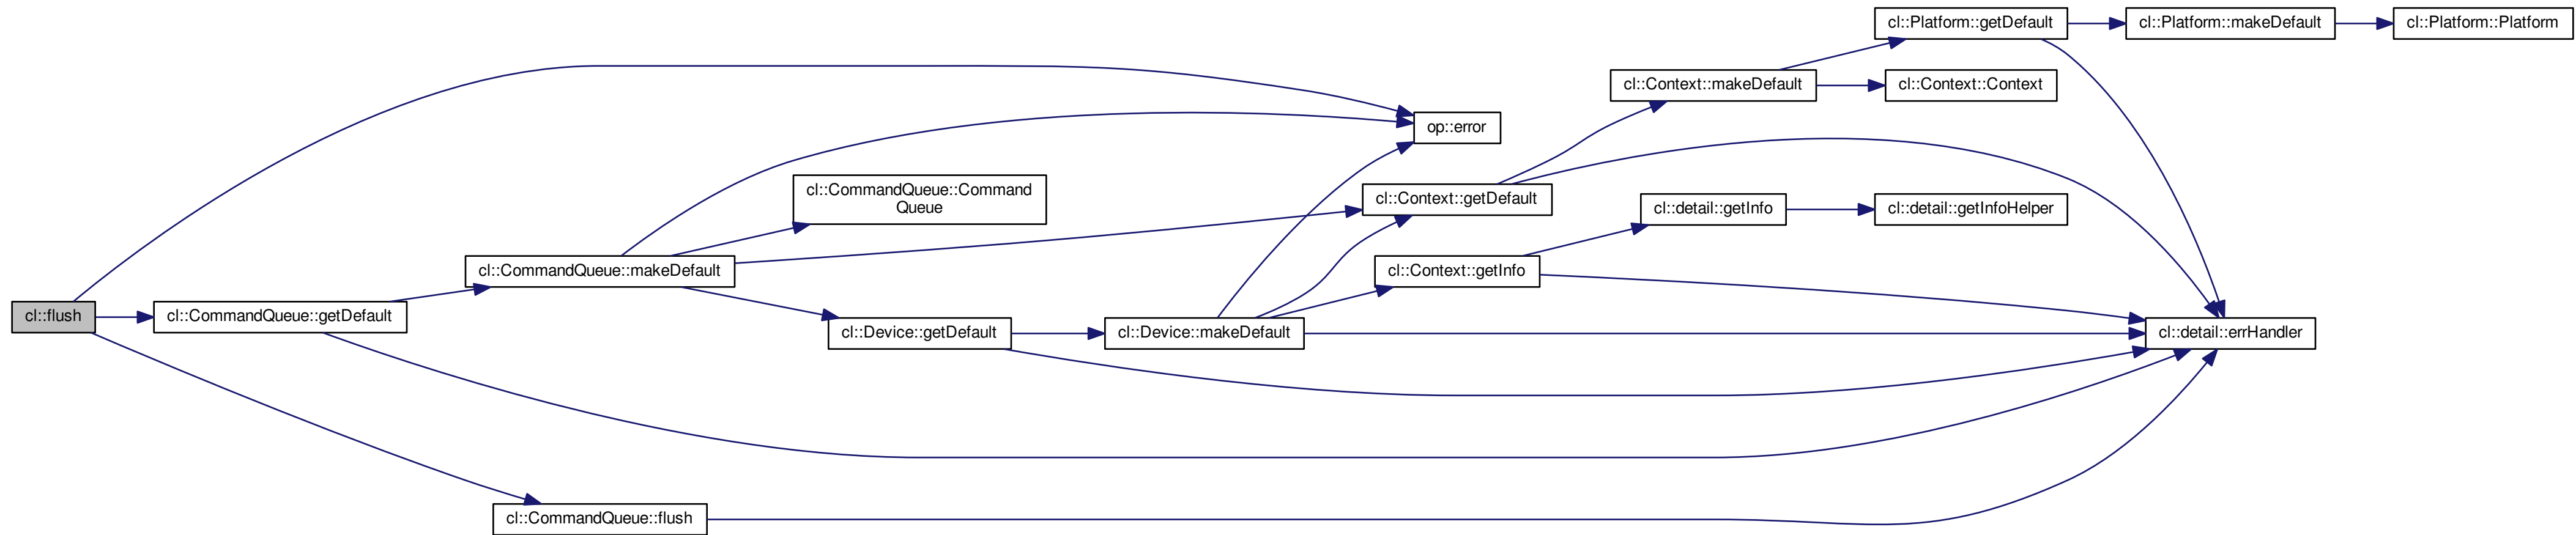 cl::flush
cl::CommandQueue::getDefault
cl::CommandQueue::makeDefault
cl::CommandQueue::flush
cl::CommandQueue::Command
Queue
cl::Device::getDefault
cl::Device::makeDefault
op::error
cl::Context::getDefault
cl::Context::getInfo
cl::Context::makeDefault
cl::detail::getInfo
cl::Platform::getDefault
cl::Context::Context
cl::detail::getInfoHelper
cl::Platform::makeDefault
cl::detail::errHandler
cl::Platform::Platform